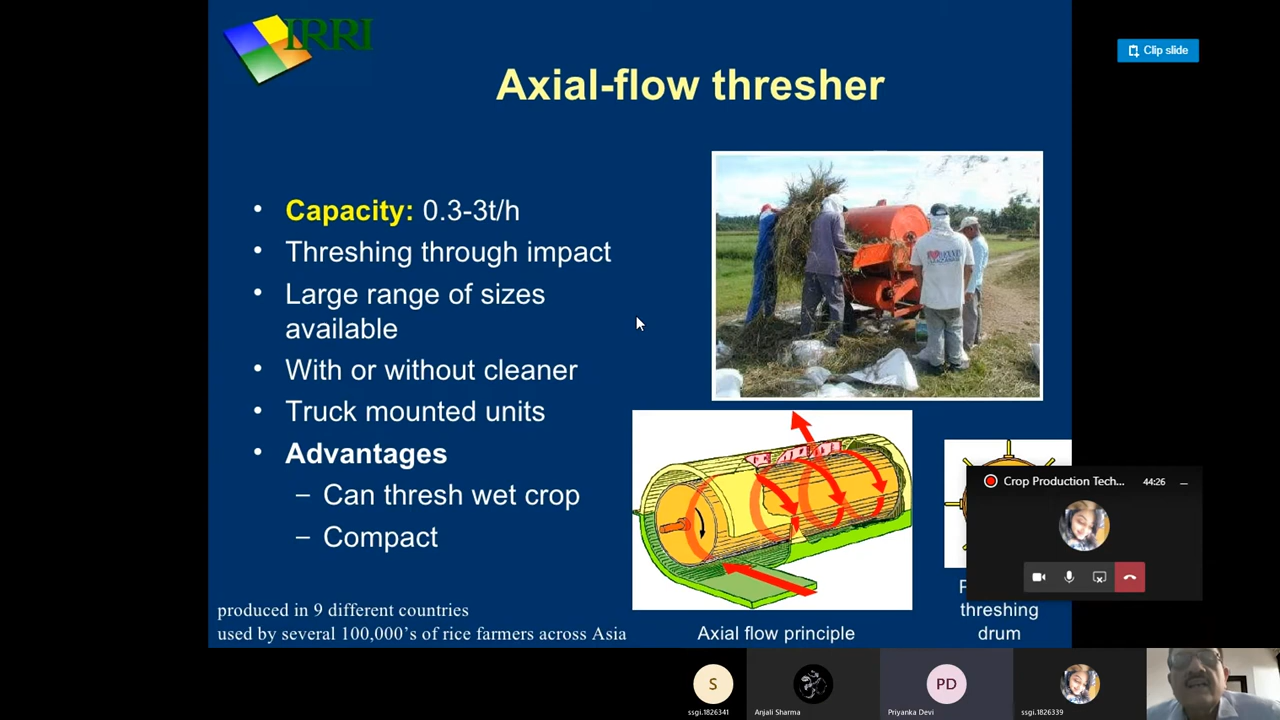 IRRI
Clip slide
Axial-flow thresher
• Capacity: 0.3-3t/h
• Threshing through impact
• Large range of sizes
available
• With or without cleaner
• Truck mounted units
• Advantages
– Can thresh wet crop
– Compact
Crop Production Tech...
44:26
produced in 9 different countries
used by several 100,000's of rice farmers across Asia
Axial flow principle
threshing
drum
S
ssgi.1826341
Anjali Sharma
PD
Priyanka Devi
ssgi.1826339